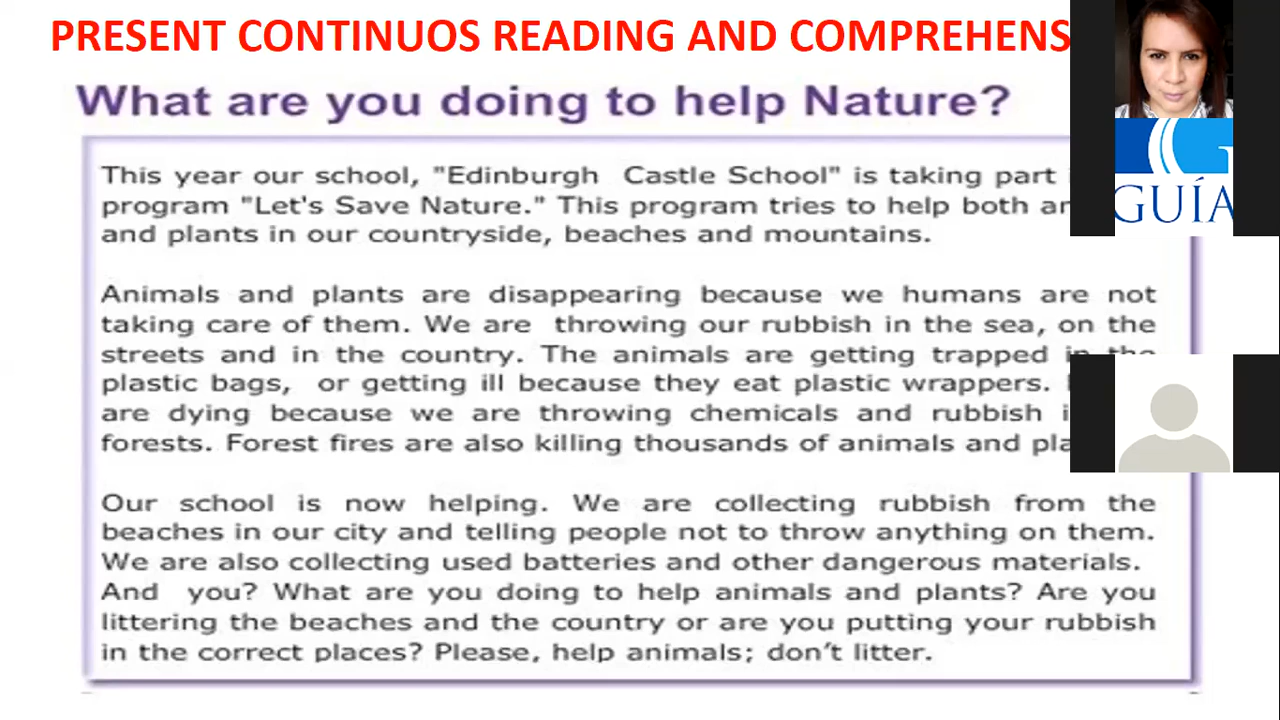 PRESENT CONTINUOS READING AND COMPREHENS
What are you doing to help Nature?
This year our school, "Edinburgh Castle School" is taking part
program "Let's Save Nature." This program tries to help both
and plants in our countryside, beaches and mountains.
Animals and plants are disappearing because we humans are not
taking care of them. We are throwing our rubbish in the sea, on the
streets and in the country. The animals are getting trapped in the
plastic bags, or getting ill because they eat plastic wrappers.
are dying because we are throwing chemicals and rubbish
forests. Forest fires are also killing thousands of animals and
Our school is now helping. We are collecting rubbish from the
beaches in our city and telling people not to throw anything on them.
We are also collecting used batteries and other dangerous materials.
And you? What are you doing to help animals and plants? Are you
littering the beaches and the country or are you putting your rubbish
in the correct places? Please, help animals; don't litter.
GUÍA